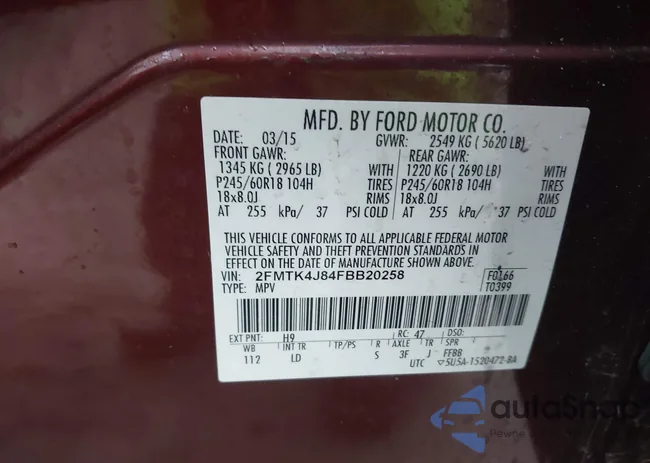 MFD. BY FORD MOTOR CO.
DATE: 03/15 GVWR: 2549 KG ( 5620 LB)
FRONT GAWR: REAR GAWR:
1345 KG ( 2965 LB) 1220 KG ( 2690 LB) WITH
P245/60R18 104H TIRES P245/60R18 104H TIRES
18x8.0J RIMS 18x8.0J RIMS
AT 255 kPa/ 37 PSI COLD AT 255 kPa/ 37 PSI COLD
THIS VEHICLE CONFORMS TO ALL APPLICABLE FEDERAL MOTOR
VEHICLE SAFETY AND THEFT PREVENTION STANDARDS IN
EFFECT ON THE DATE OF MANUFACTURE SHOWN ABOVE.
VIN: 2FMTK4J84FBB20258 F0166
TYPE: MPV T0399
EXT PNT: H9 RC: 47 DSO:
WB INT TR TP/PS R AXLE TR SPR
112 LD S 3F J FFBB
UTC ▽5U5A-1520472-BA
autoSnap